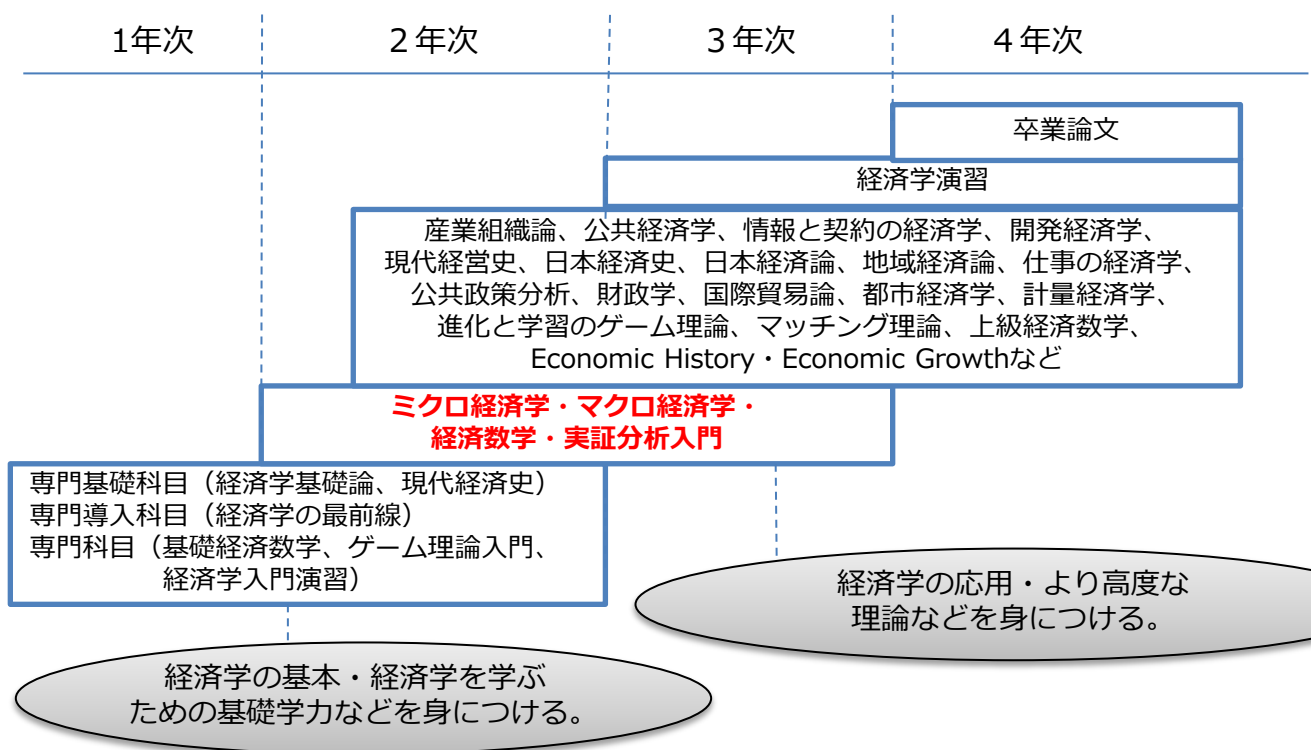 1年次 ２年次 ３年次 ４年次
卒業論文
経済学演習
産業組織論、公共経済学、情報と契約の経済学、開発経済学、
現代経営史、日本経済史、日本経済論、地域経済論、仕事の経済学、
公共政策分析、財政学、国際貿易論、都市経済学、計量経済学、
進化と学習のゲーム理論、マッチング理論、上級経済数学、
Economic History・Economic Growthなど
ミクロ経済学・マクロ経済学・
経済数学・実証分析入門
専門基礎科目（経済学基礎論、現代経済史）
専門導入科目（経済学の最前線）
専門科目（基礎経済数学、ゲーム理論入門、
経済学入門演習）
経済学の応用・より高度な
理論などを身につける。
経済学の基本・経済学を学ぶ
ための基礎学力などを身につける。